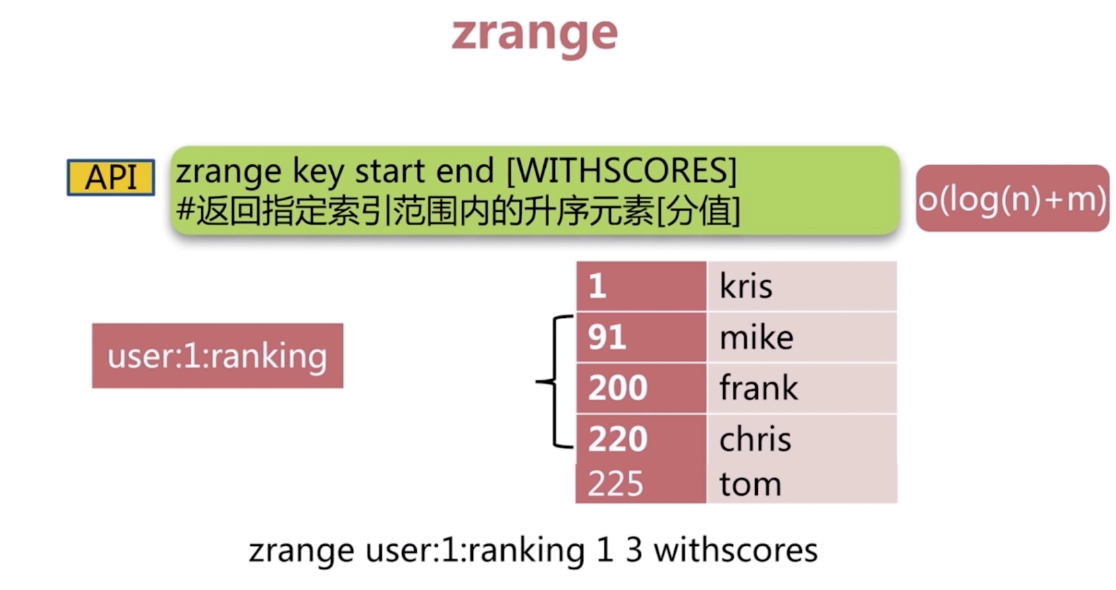 zrange
API
zrange key start end [WITHSCORES]
#返回指定索引范围内的升序元素[分值]
o(log(n)+m)
user:1:ranking
1 kris
91 mike
200 frank
220 chris
225 tom
zrange user:1:ranking 1 3 withscores